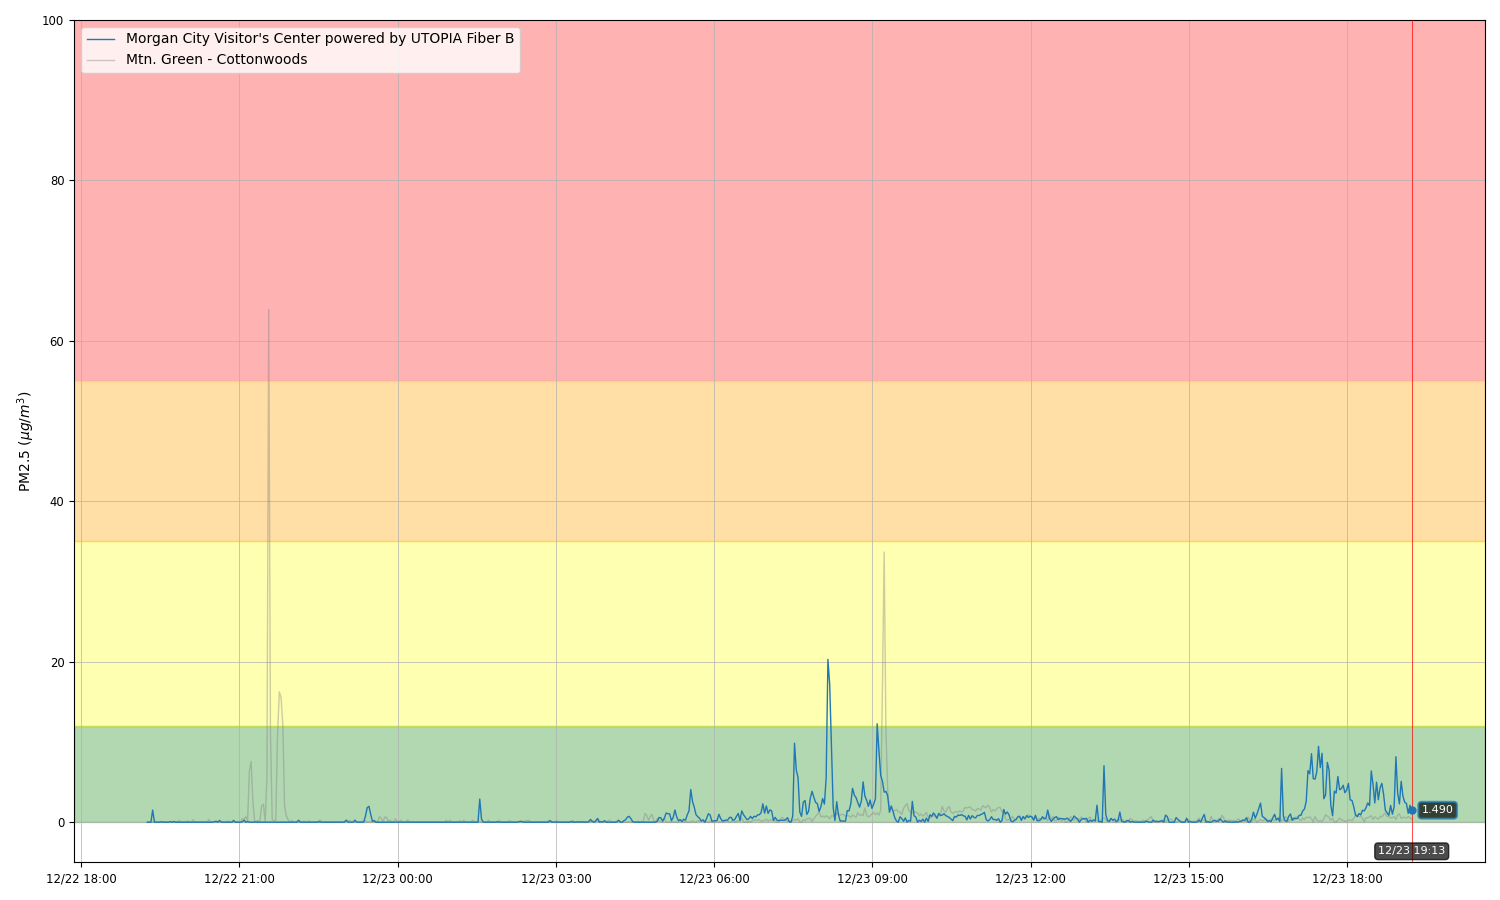 100
Morgan City Visitor's Center powered by UTOPIA Fiber B
Mtn. Green - Cottonwoods
80
60
40
20
0
PM2.5 (μg/m³)
1.490
12/23 19:13
12/22 18:00 12/22 21:00 12/23 00:00 12/23 03:00 12/23 06:00 12/23 09:00 12/23 12:00 12/23 15:00 12/23 18:00